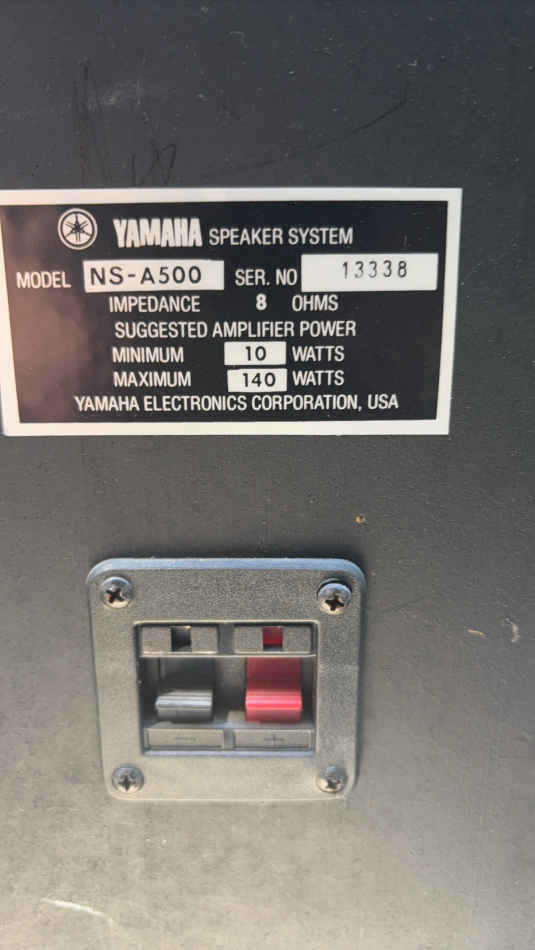 YAMAHA SPEAKER SYSTEM
MODEL NS-A500 SER. NO 13338
IMPEDANCE 8 OHMS
SUGGESTED AMPLIFIER POWER
MINIMUM 10 WATTS
MAXIMUM 140 WATTS
YAMAHA ELECTRONICS CORPORATION, USA
- +